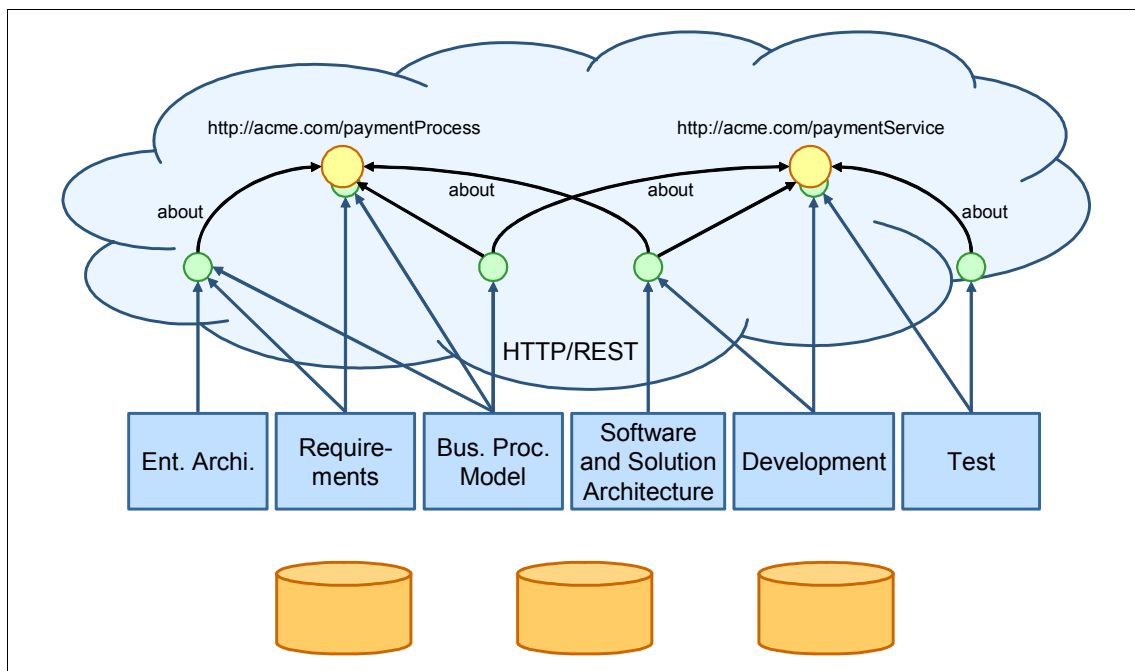 http://acme.com/paymentProcess
http://acme.com/paymentService
about
about
about
about
HTTP/REST
Ent. Archi.
Require-
ments
Bus. Proc.
Model
Software
and Solution
Architecture
Development
Test